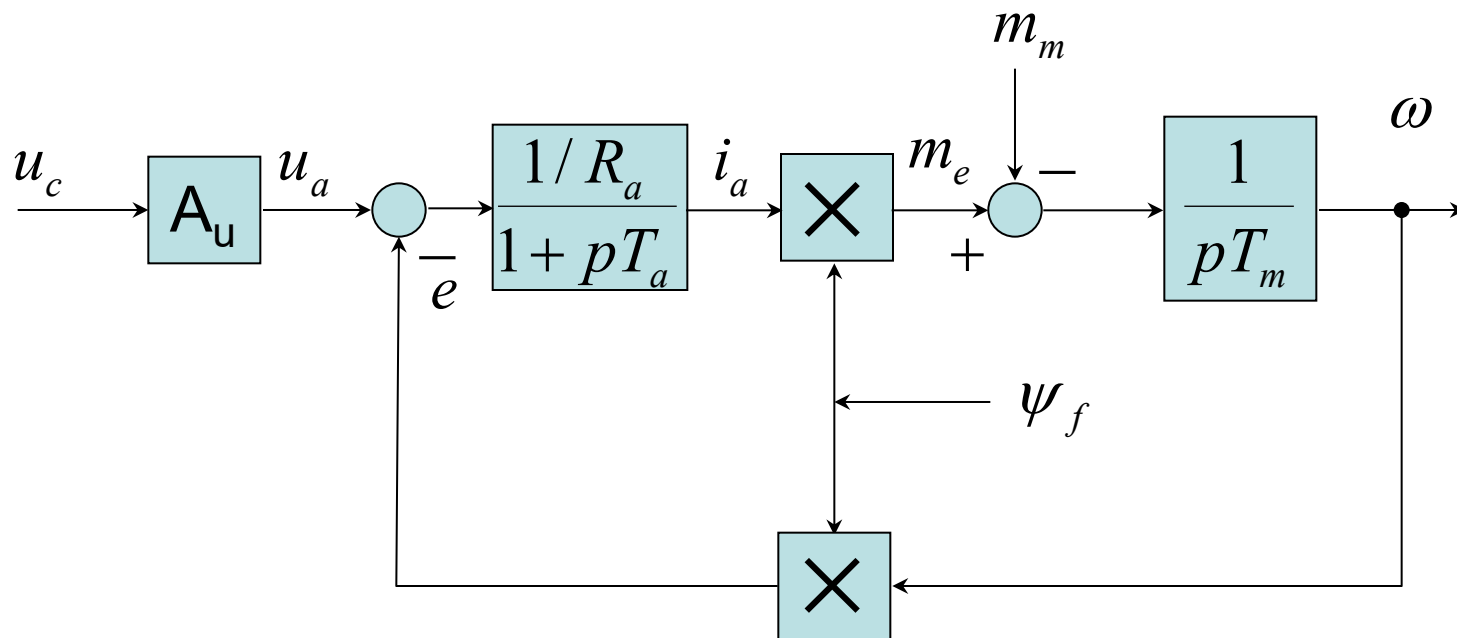 m_m
ω
u_c
A_u
u_a
1/R_a
1+pT_a
i_a
×
m_e
−
+
1
pT_m
−
e
ψ_f
×